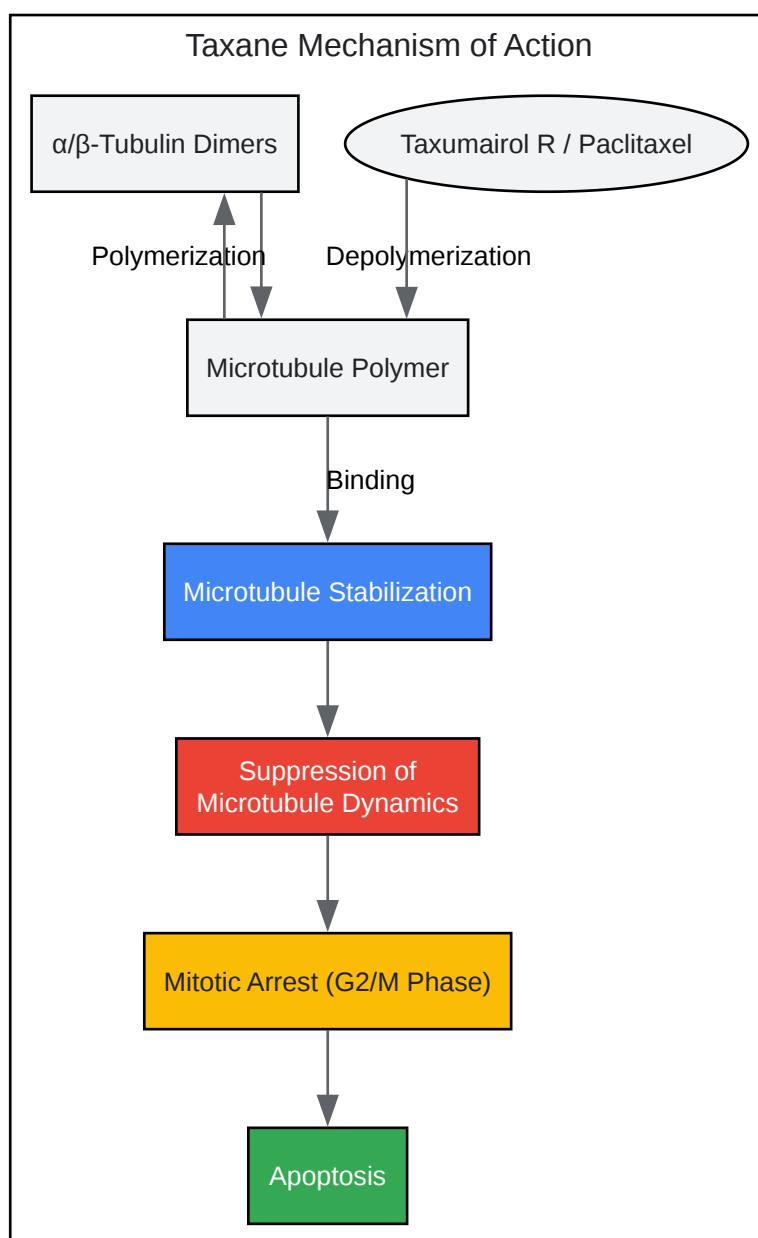 Taxane Mechanism of Action
α/β-Tubulin Dimers
Taxumairol R / Paclitaxel
Polymerization
Depolymerization
Microtubule Polymer
Binding
Microtubule Stabilization
Suppression of
Microtubule Dynamics
Mitotic Arrest (G2/M Phase)
Apoptosis